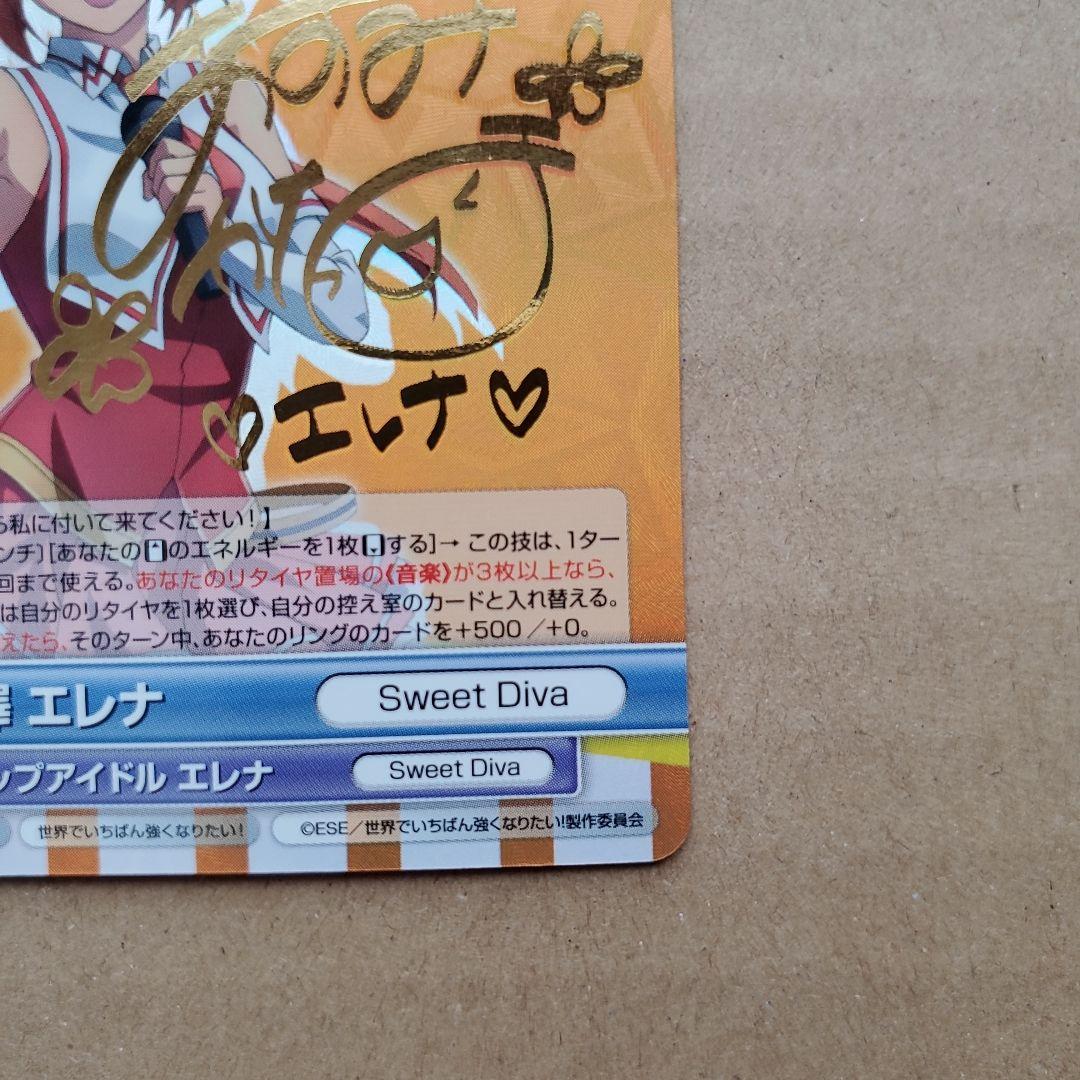 ♡エレナ♡
ら私に付いて来てください!】
ンチ)[あなたの のエネルギーを1枚 する]→ この技は、1ター
回まで使える。あなたのリタイヤ置場の《音楽》が3枚以上なら、
は自分のリタイヤを1枚選び、自分の控え室のカードと入れ替える。
えたら、そのターン中、あなたのリングのカードを+500/+0。
澤 エレナ Sweet Diva
ップアイドル エレナ Sweet Diva
世界でいちばん強くなりたい! ©ESE/世界でいちばん強くなりたい!製作委員会